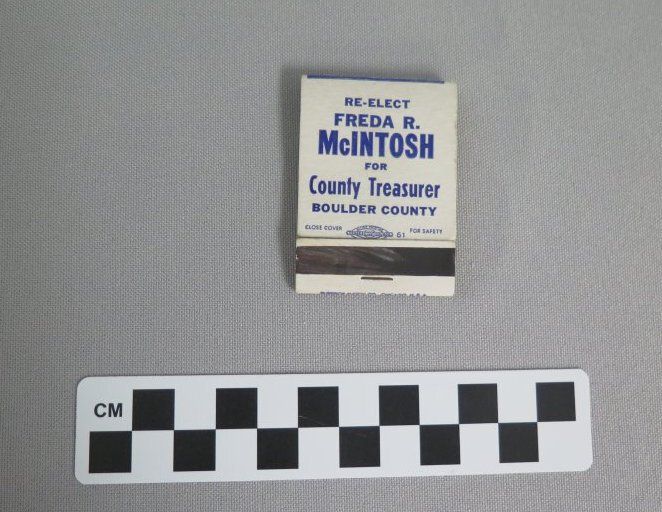 RE-ELECT
FREDA R.
McINTOSH
FOR
County Treasurer
BOULDER COUNTY
CLOSE COVER 61 FOR SAFETY
CM